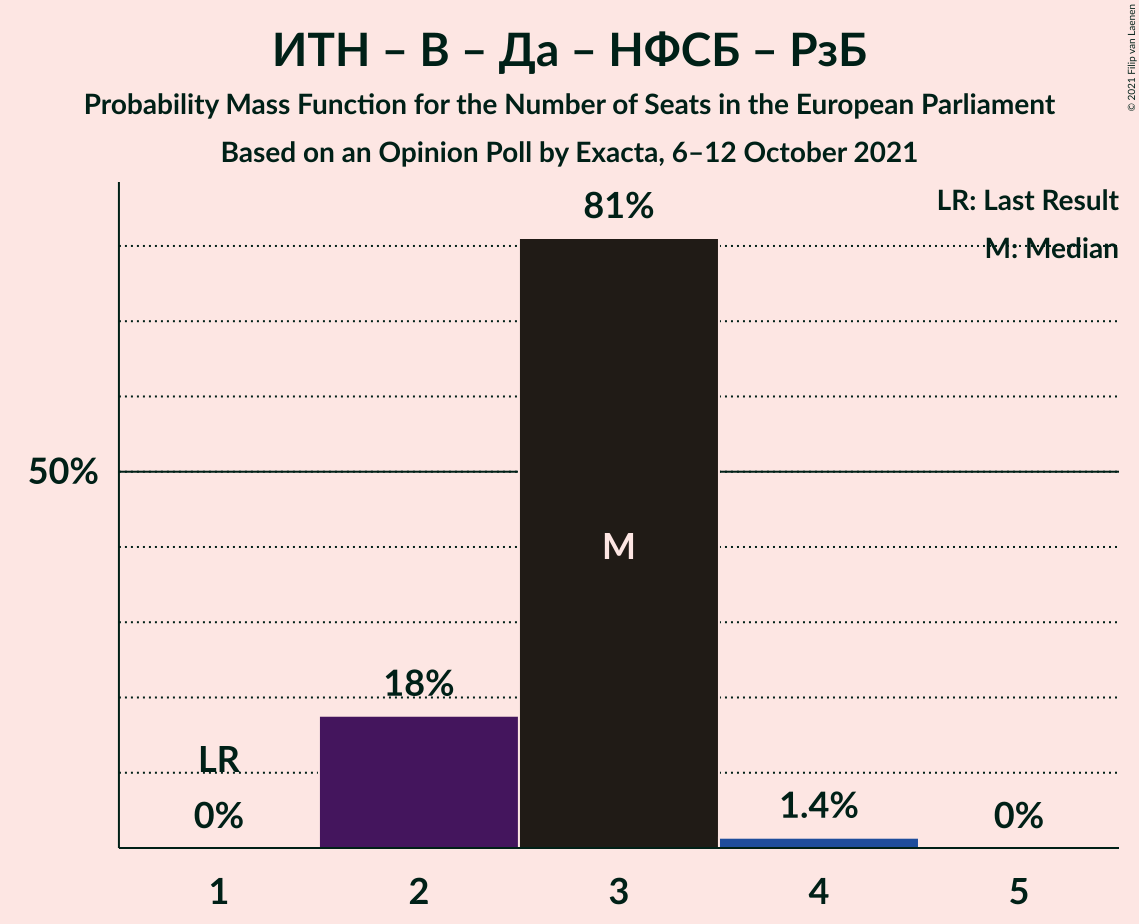 ИТН – В – Да – НФСБ – РзБ
Probability Mass Function for the Number of Seats in the European Parliament
Based on an Opinion Poll by Exacta, 6–12 October 2021
© 2021 Filip van Laenen
LR: Last Result
M: Median
81%
50%
M
18%
LR
0%
1.4%
0%
1 2 3 4 5